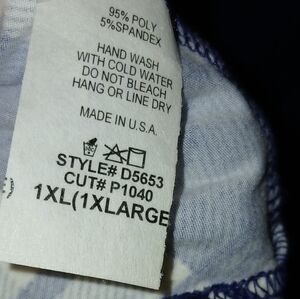 95% POLY
5%SPANDEX
HAND WASH
WITH COLD WATER
DO NOT BLEACH
HANG OR LINE DRY
MADE IN U.S.A.
STYLE# D5653
CUT# P1040
1XL(1XLARGE